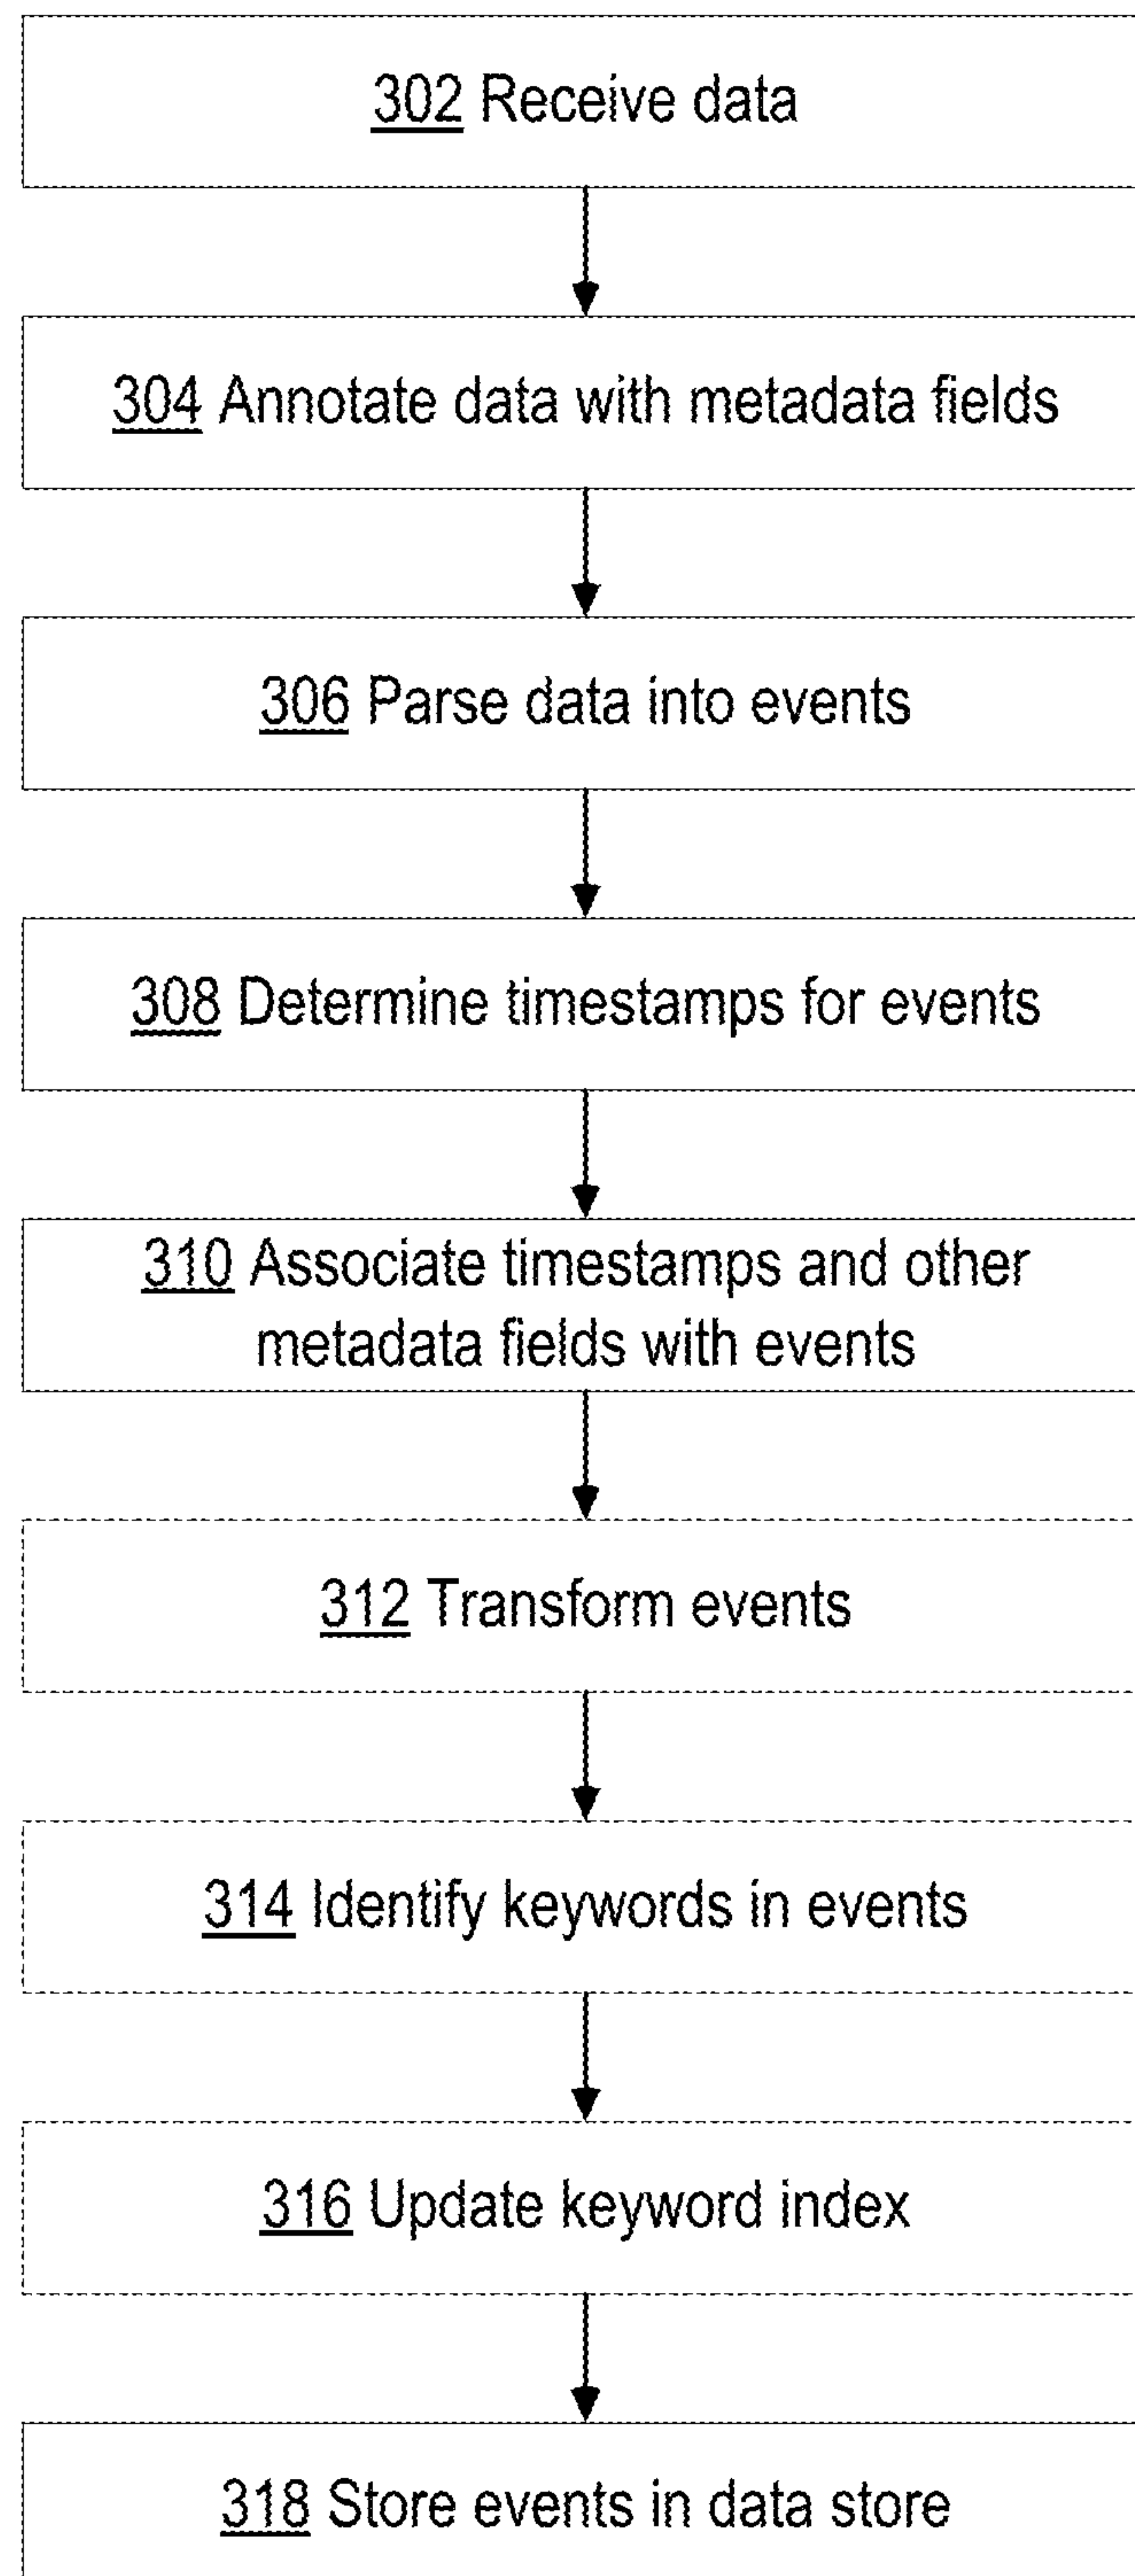 302 Receive data
304 Annotate data with metadata fields
306 Parse data into events
308 Determine timestamps for events
310 Associate timestamps and other
metadata fields with events
312 Transform events
314 Identify keywords in events
316 Update keyword index
318 Store events in data store